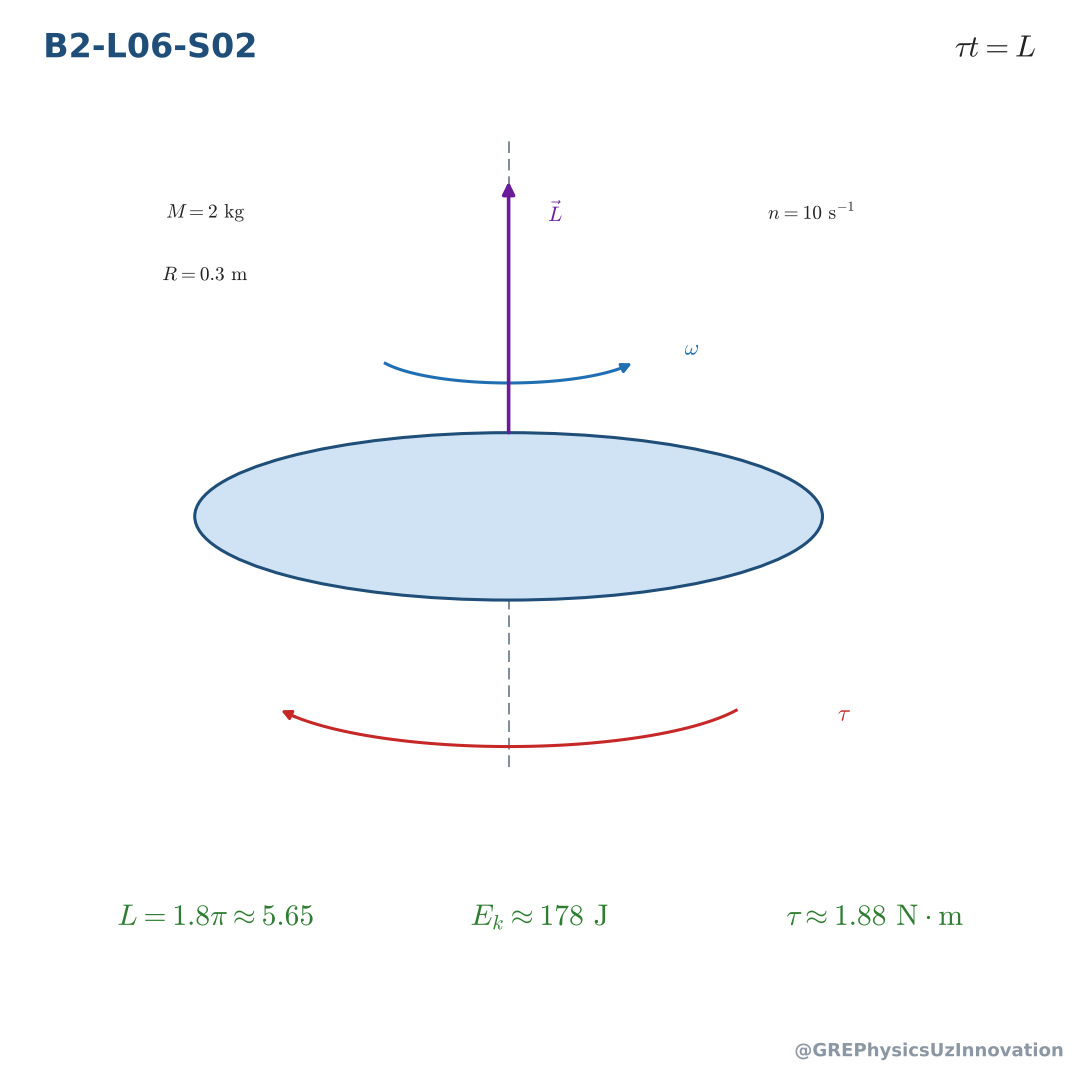 B2-L06-S02
τt = L
M = 2 kg
n = 10 s⁻¹
L⃗
R = 0.3 m
ω
τ
L = 1.8π ≈ 5.65
E_k ≈ 178 J
τ ≈ 1.88 N · m
@GREPhysicsUzInnovation